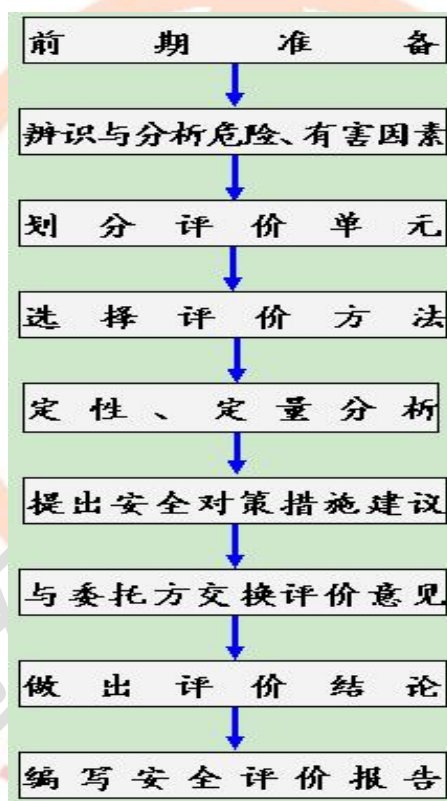 前期准备
辨识与分析危险、有害因素
划分评价单元
选择评价方法
定性、定量分析
提出安全对策措施建议
与委托方交换评价意见
做出评价结论
编写安全评价报告